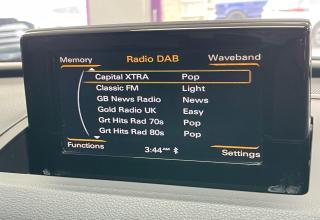 Memory Radio DAB Waveband
Capital XTRA Pop
Classic FM Light
GB News Radio News
Gold Radio UK Easy
Grt Hits Rad 70s Pop
Grt Hits Rad 80s Pop
Functions 3:44AM Settings